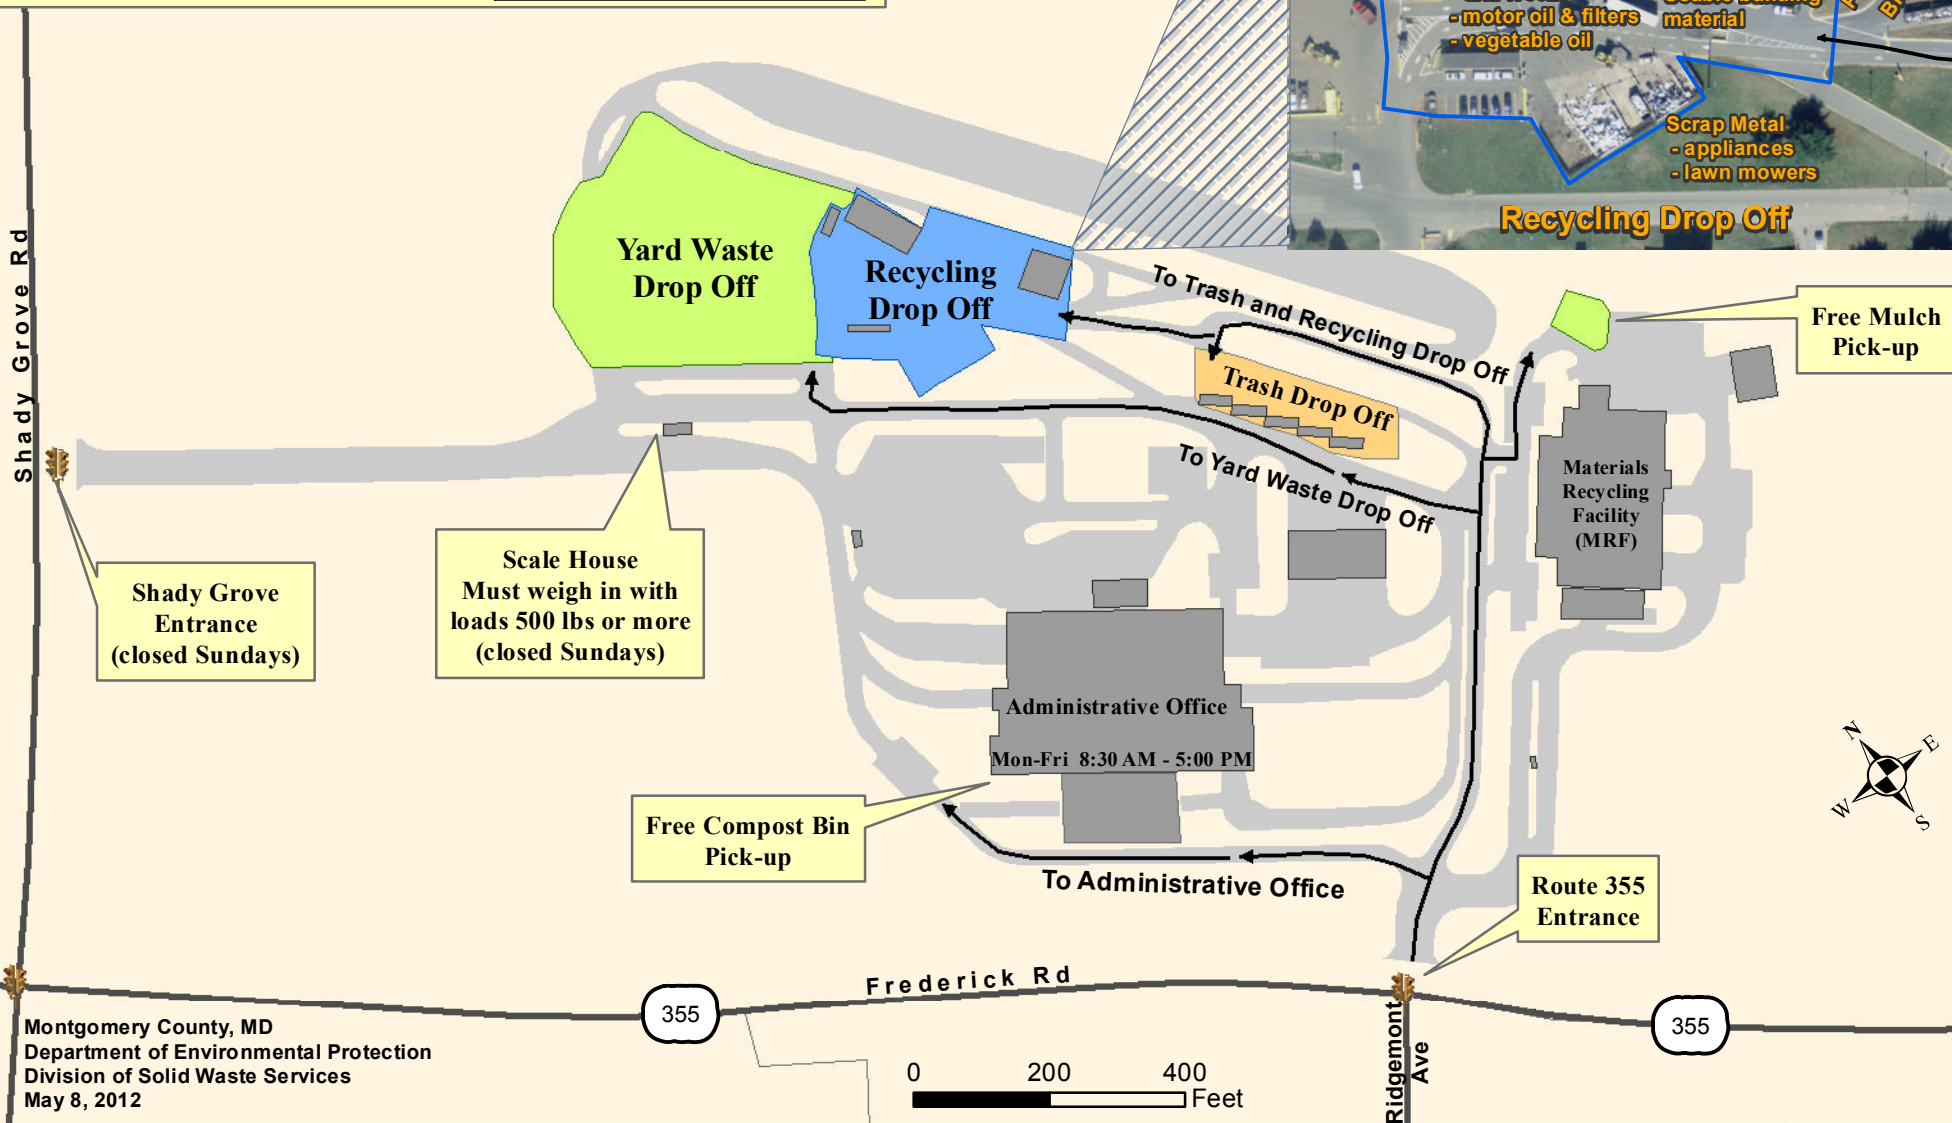 - motor oil & filters
- vegetable oil
material
Scrap Metal
- appliances
- lawn mowers
Recycling Drop Off
Shady Grove Rd
Yard Waste
Drop Off
Recycling
Drop Off
To Trash and Recycling Drop Off
Trash Drop Off
To Yard Waste Drop Off
Free Mulch
Pick-up
Materials
Recycling
Facility
(MRF)
Shady Grove
Entrance
(closed Sundays)
Scale House
Must weigh in with
loads 500 lbs or more
(closed Sundays)
Administrative Office
Mon-Fri 8:30 AM - 5:00 PM
Free Compost Bin
Pick-up
To Administrative Office
N
E
W
S
Route 355
Entrance
Frederick Rd
355
355
Ridgemont
Ave
Montgomery County, MD
Department of Environmental Protection
Division of Solid Waste Services
May 8, 2012
0 200 400
Feet